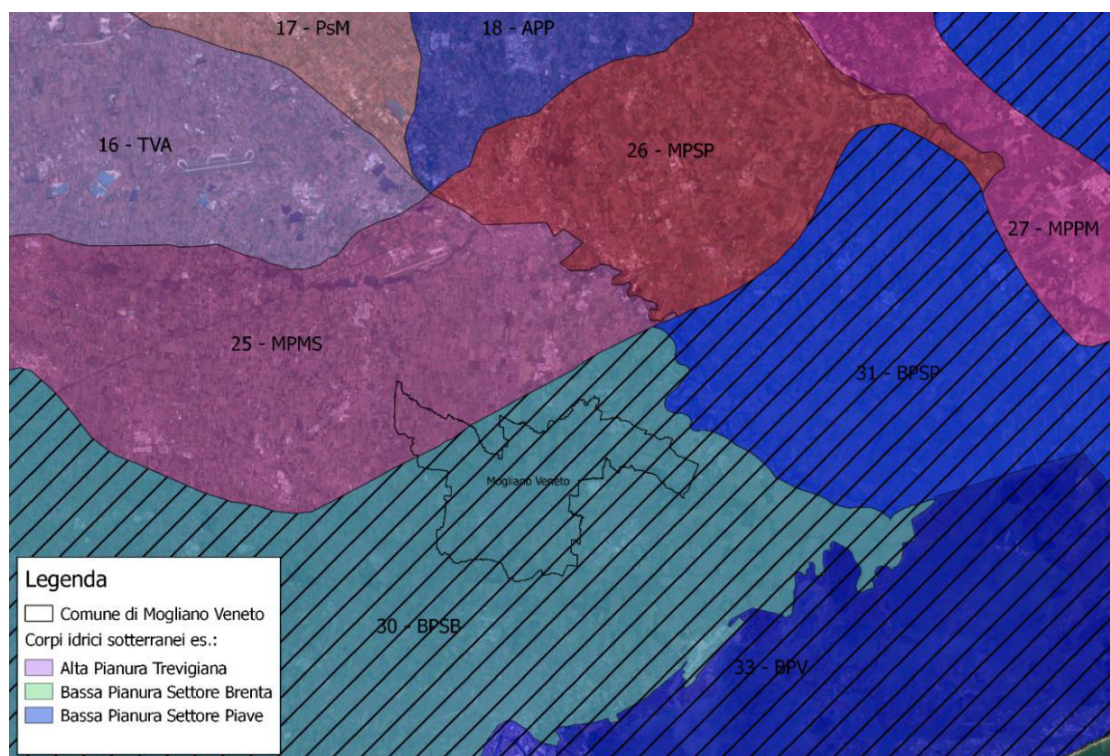 17 - PsM
18 - APP
16 - TVA
26 - MPSP
27 - MPPM
25 - MPMS
31 - BPSP
Mogliano Veneto
30 - BPSB
33 - BPV
Legenda
Comune di Mogliano Veneto
Corpi idrici sotterranei es.:
Alta Pianura Trevigiana
Bassa Pianura Settore Brenta
Bassa Pianura Settore Piave